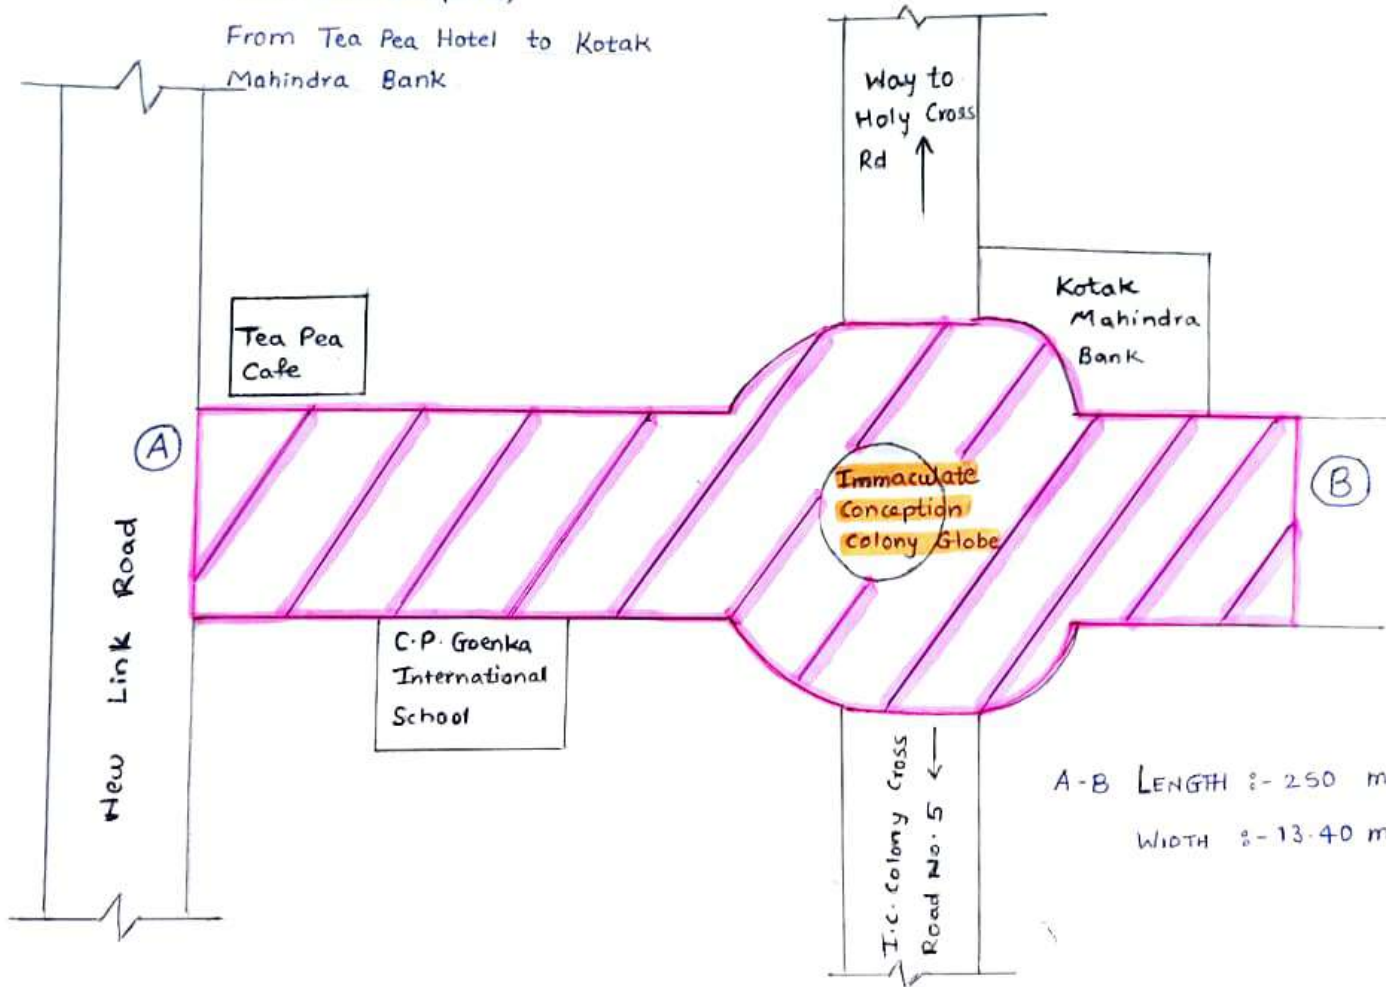 From Tea Pea Hotel to Kotak
Mahindra Bank
Way to
Holy Cross
Rd
Kotak
Mahindra
Bank
Tea Pea
Cafe
A
B
Immaculate
Conception
Colony Globe
New Link Road
C.P. Goenka
International
School
I.C. Colony Cross
Road No. 5
A-B LENGTH :- 250 m
WIDTH :- 13.40 m